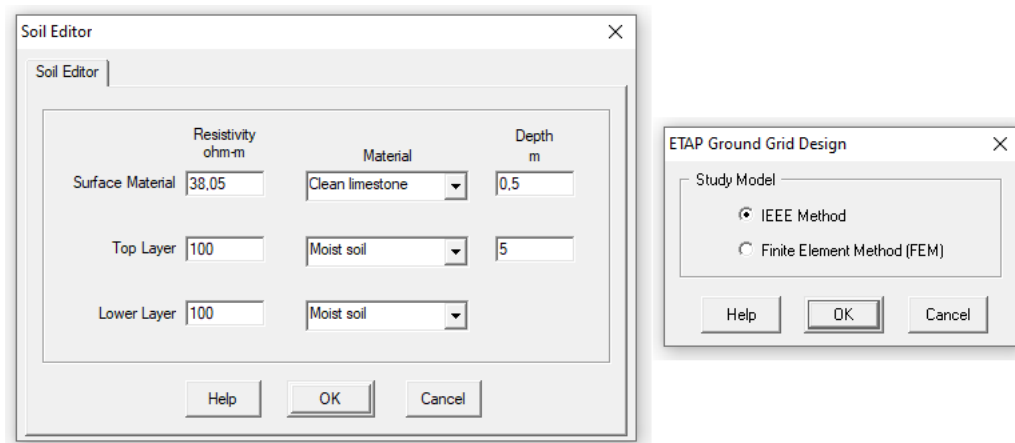 Soil Editor
Soil Editor
Resistivity
ohm-m
Material
Depth
m
Surface Material 38,05 Clean limestone 0,5
Top Layer 100 Moist soil 5
Lower Layer 100 Moist soil
Help OK Cancel
ETAP Ground Grid Design
Study Model
IEEE Method
Finite Element Method (FEM)
Help OK Cancel